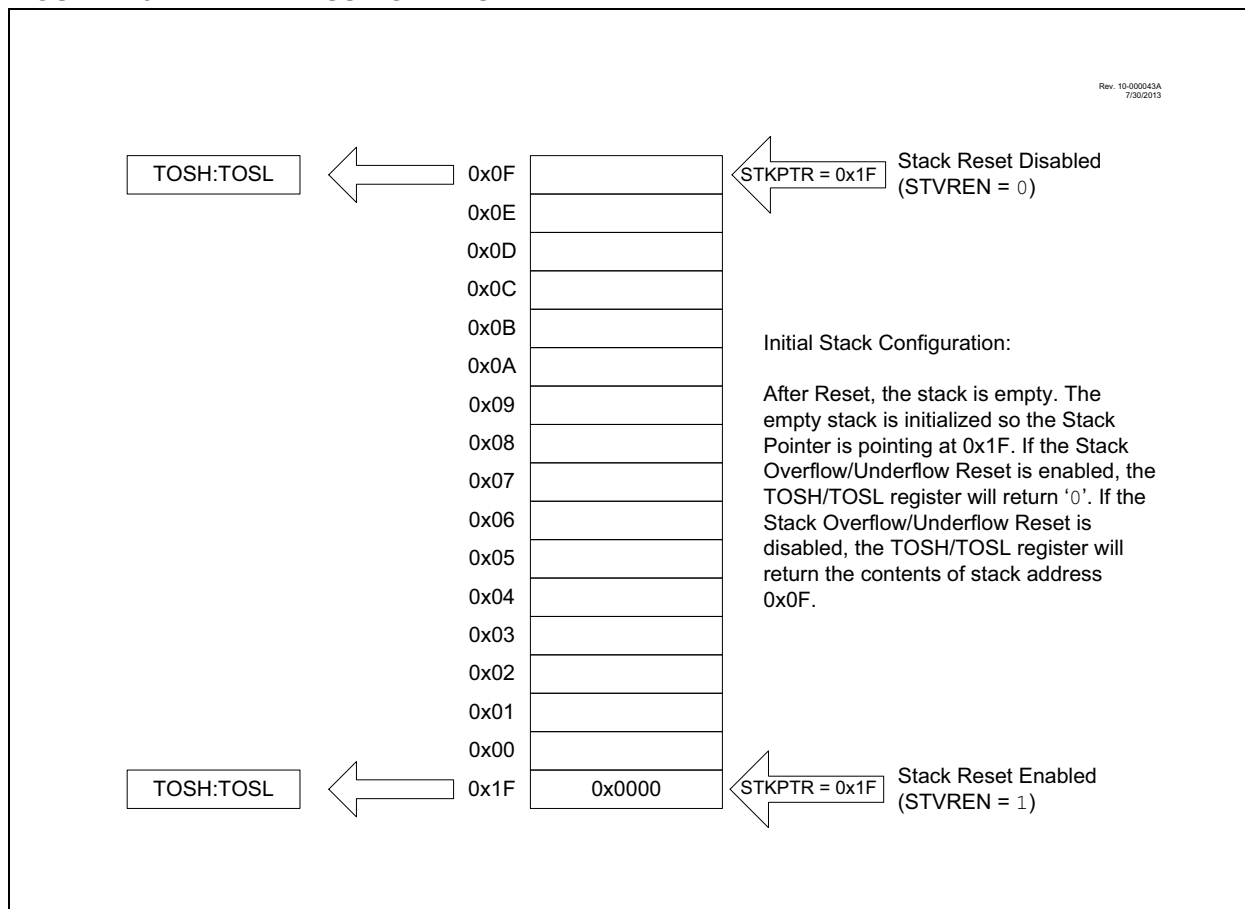 Rev. 10-000043A
7/30/2013
TOSH:TOSL
0x0F
STKPTR = 0x1F
Stack Reset Disabled
(STVREN = 0)
0x0E
0x0D
0x0C
0x0B
0x0A
0x09
0x08
0x07
0x06
0x05
0x04
0x03
0x02
0x01
0x00
Initial Stack Configuration:
After Reset, the stack is empty. The
empty stack is initialized so the Stack
Pointer is pointing at 0x1F. If the Stack
Overflow/Underflow Reset is enabled, the
TOSH/TOSL register will return ‘0’. If the
Stack Overflow/Underflow Reset is
disabled, the TOSH/TOSL register will
return the contents of stack address
0x0F.
TOSH:TOSL
0x1F
0x0000
STKPTR = 0x1F
Stack Reset Enabled
(STVREN = 1)